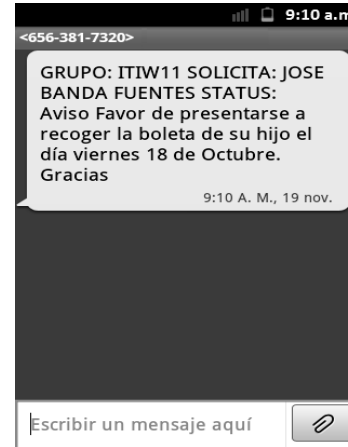 9:10 a.m
<656-381-7320>
GRUPO: ITIW11 SOLICITA: JOSE
BANDA FUENTES STATUS:
Aviso Favor de presentarse a
recoger la boleta de su hijo el
día viernes 18 de Octubre.
Gracias
9:10 A. M., 19 nov.
Escribir un mensaje aquí